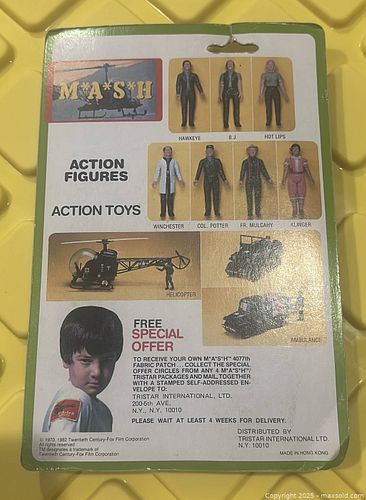 M*A*S*H
HAWKEYE
B.J.
HOT LIPS
ACTION
FIGURES
ACTION TOYS
WINCHESTER
COL. POTTER
FR. MULCAHY
KLINGER
HELICOPTER
AMBULANCE
FREE
SPECIAL
OFFER
TO RECEIVE YOUR OWN M*A*S*H* 4077th
FABRIC PATCH . . . COLLECT THE SPECIAL
OFFER CIRCLES FROM ANY 4 M*A*S*H*/
TRISTAR PACKAGES AND MAIL, TOGETHER
WITH A STAMPED SELF-ADDRESSED EN-
VELOPE TO:
TRISTAR INTERNATIONAL, LTD.
200-5th AVE.
N.Y., N.Y. 10010
PLEASE WAIT AT LEAST 4 WEEKS FOR DELIVERY.
© 1970, 1982 Twentieth Century-Fox Film Corporation
All rights reserved
TM designates a trademark of
Twentieth Century-Fox Film Corporation
DISTRIBUTED BY
TRISTAR INTERNATIONAL LTD.
N.Y. 10010
MADE IN HONG KONG
Copyright 2025 - maxsold.com